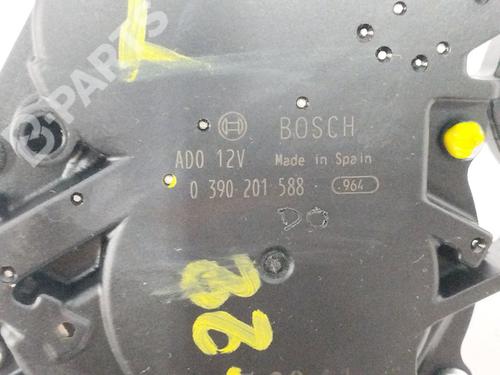 B-PARTS
BOSCH
ADO 12V
Made in Spain
0 390 201 588
.964